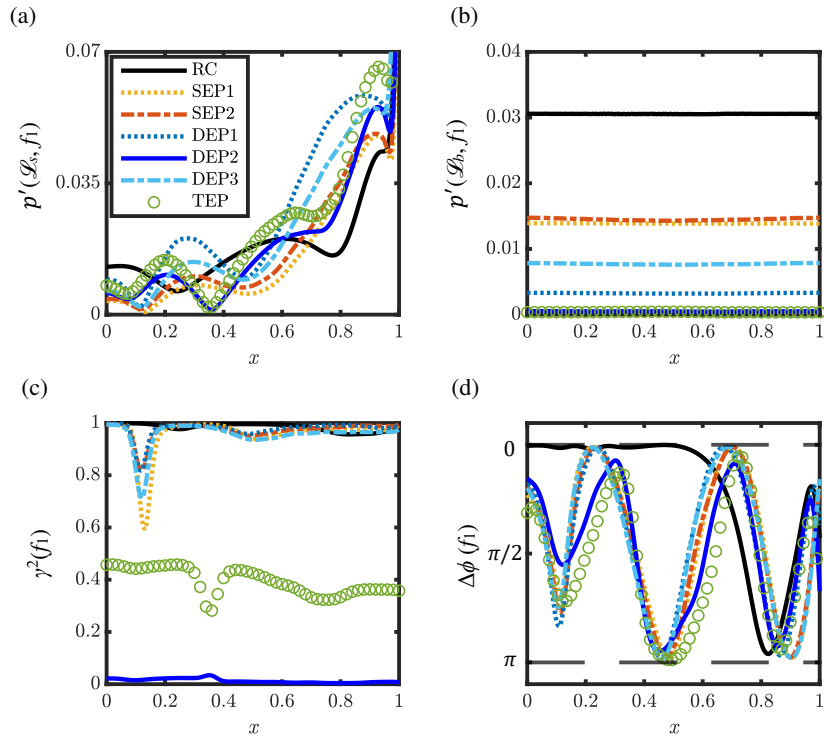 (a)
0.07
0.035
0
p′(ℒs, f1)
RC
SEP1
SEP2
DEP1
DEP2
DEP3
TEP
0 0.2 0.4 0.6 0.8 1
x
(b)
0.04
0.03
0.02
0.01
0
p′(ℒb, f1)
0 0.2 0.4 0.6 0.8 1
x
(c)
1
0.8
0.6
0.4
0.2
0
γ²(f1)
0 0.2 0.4 0.6 0.8 1
x
(d)
0
π/2
π
Δϕ (f1)
0 0.2 0.4 0.6 0.8 1
x